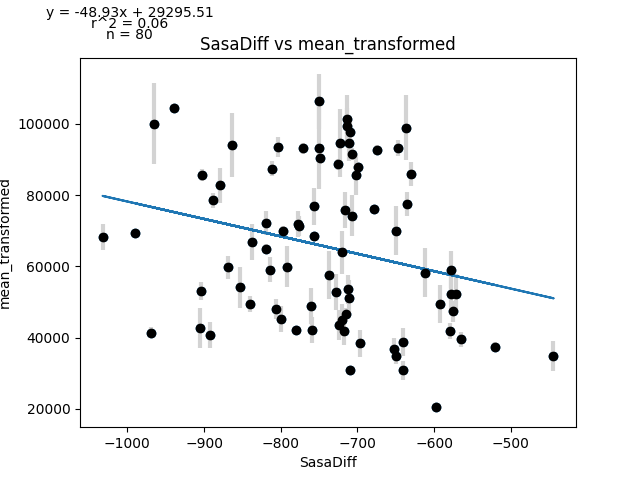 y = -48.93x + 29295.51
r^2 = 0.06
n = 80
SasaDiff vs mean_transformed
100000
80000
60000
40000
20000
mean_transformed
−1000
−900
−800
−700
−600
−500
SasaDiff